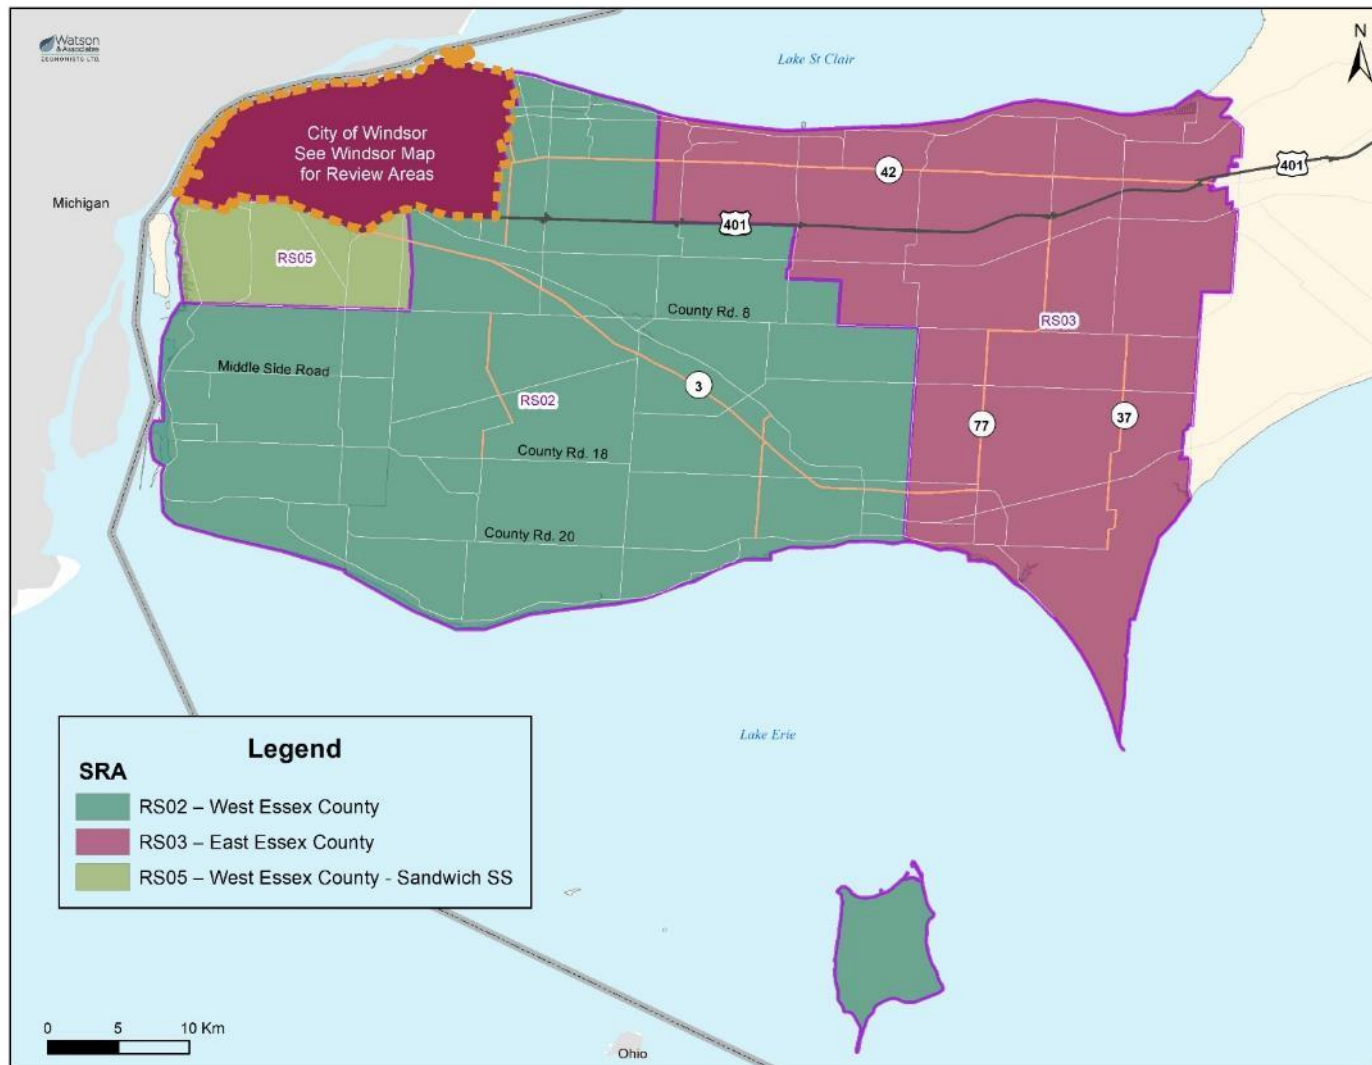 Watson
& Associates
ECONOMISTS LTD.
N
Lake St Clair
City of Windsor
See Windsor Map
for Review Areas
Michigan
42
401
401
RS05
County Rd. 8
RS03
Middle Side Road
RS02
3
77
37
County Rd. 18
County Rd. 20
Lake Erie
Legend
SRA
RS02 – West Essex County
RS03 – East Essex County
RS05 – West Essex County - Sandwich SS
0 5 10 Km
Ohio